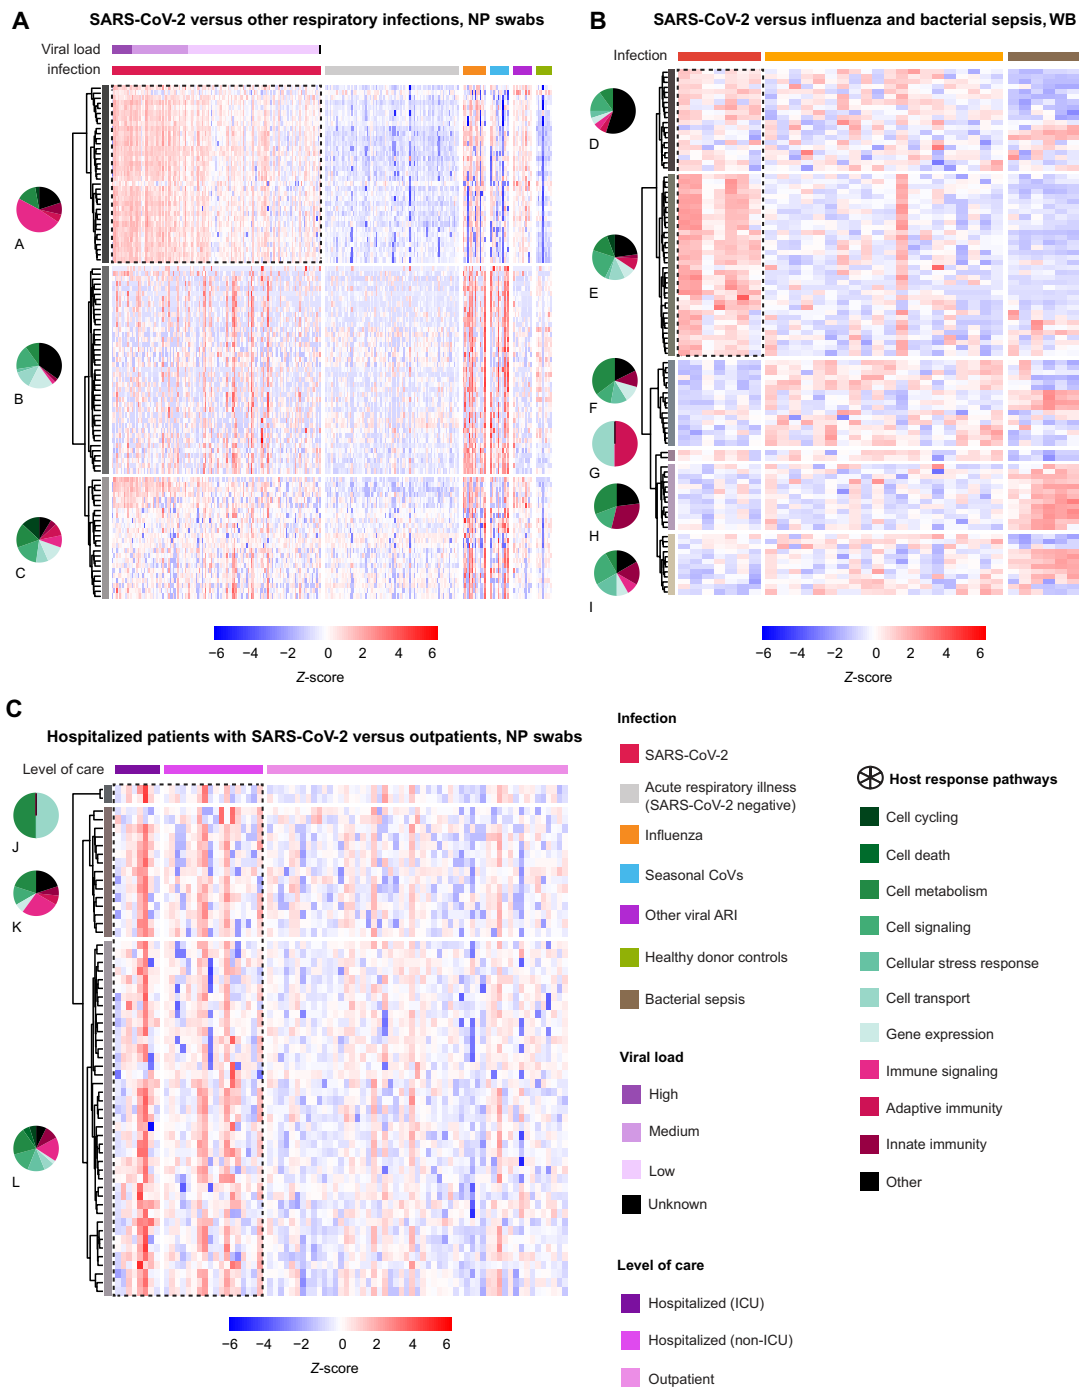 A
SARS-CoV-2 versus other respiratory infections, NP swabs
Viral load
infection
A
B
C
−6 −4 −2 0 2 4 6
Z-score
B
SARS-CoV-2 versus influenza and bacterial sepsis, WB
Infection
D
E
F
G
H
I
−6 −4 −2 0 2 4 6
Z-score
C
Hospitalized patients with SARS-CoV-2 versus outpatients, NP swabs
Level of care
J
K
L
−6 −4 −2 0 2 4 6
Z-score
Infection
SARS-CoV-2
Acute respiratory illness
(SARS-CoV-2 negative)
Influenza
Seasonal CoVs
Other viral ARI
Healthy donor controls
Bacterial sepsis
Viral load
High
Medium
Low
Unknown
Level of care
Hospitalized (ICU)
Hospitalized (non-ICU)
Outpatient
Host response pathways
Cell cycling
Cell death
Cell metabolism
Cell signaling
Cellular stress response
Cell transport
Gene expression
Immune signaling
Adaptive immunity
Innate immunity
Other